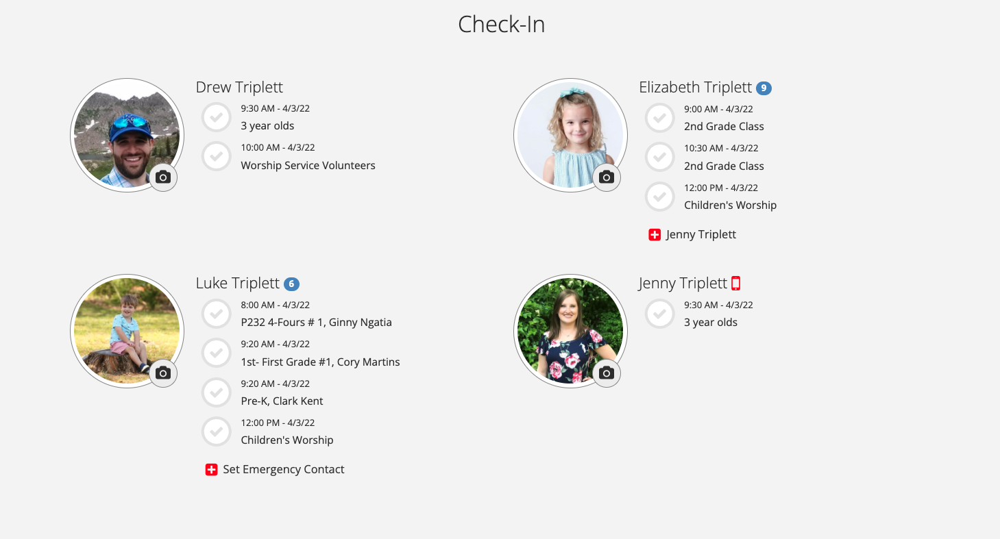 Check-In
Drew Triplett
9:30 AM - 4/3/22
3 year olds
10:00 AM - 4/3/22
Worship Service Volunteers
Elizabeth Triplett 9
9:00 AM - 4/3/22
2nd Grade Class
10:30 AM - 4/3/22
2nd Grade Class
12:00 PM - 4/3/22
Children's Worship
Jenny Triplett
Luke Triplett 6
8:00 AM - 4/3/22
P232 4-Fours # 1, Ginny Ngatia
9:20 AM - 4/3/22
1st- First Grade #1, Cory Martins
9:20 AM - 4/3/22
Pre-K, Clark Kent
12:00 PM - 4/3/22
Children's Worship
Set Emergency Contact
Jenny Triplett
9:30 AM - 4/3/22
3 year olds